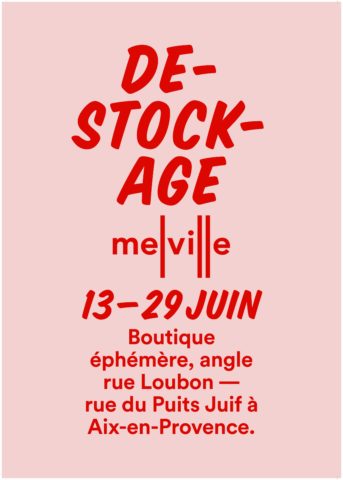 DE-
STOCK-
AGE
melville
13–29 JUIN
Boutique
éphémère, angle
rue Loubon —
rue du Puits Juif à
Aix-en-Provence.